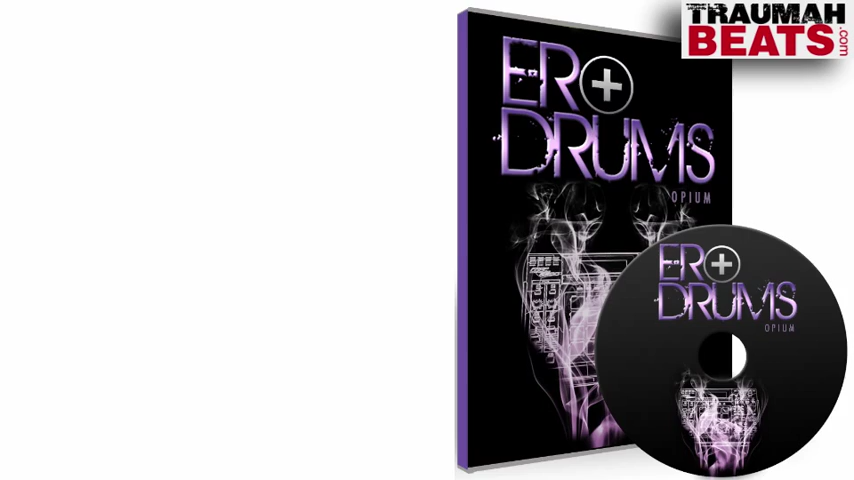 TRAUMAH
BEATS.com
ER+
DRUMS
OPIUM
ER+
DRUMS
OPIUM